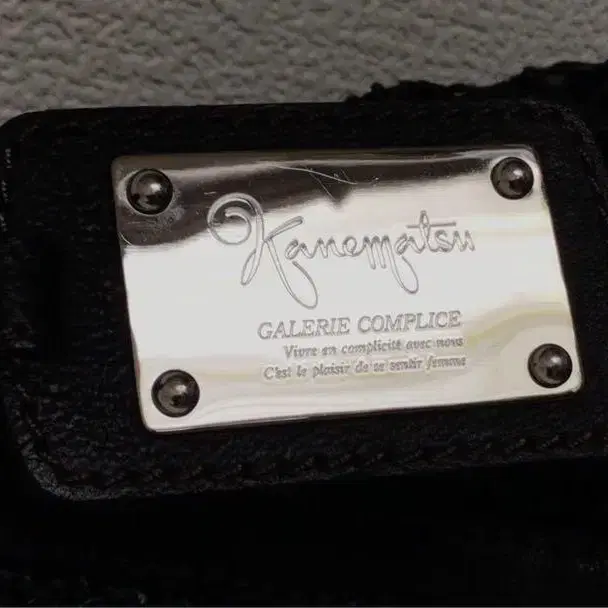 Kanematsu
GALERIE COMPLICE
Vivre en complicité avec nous
C'est le plaisir de se sentir femme